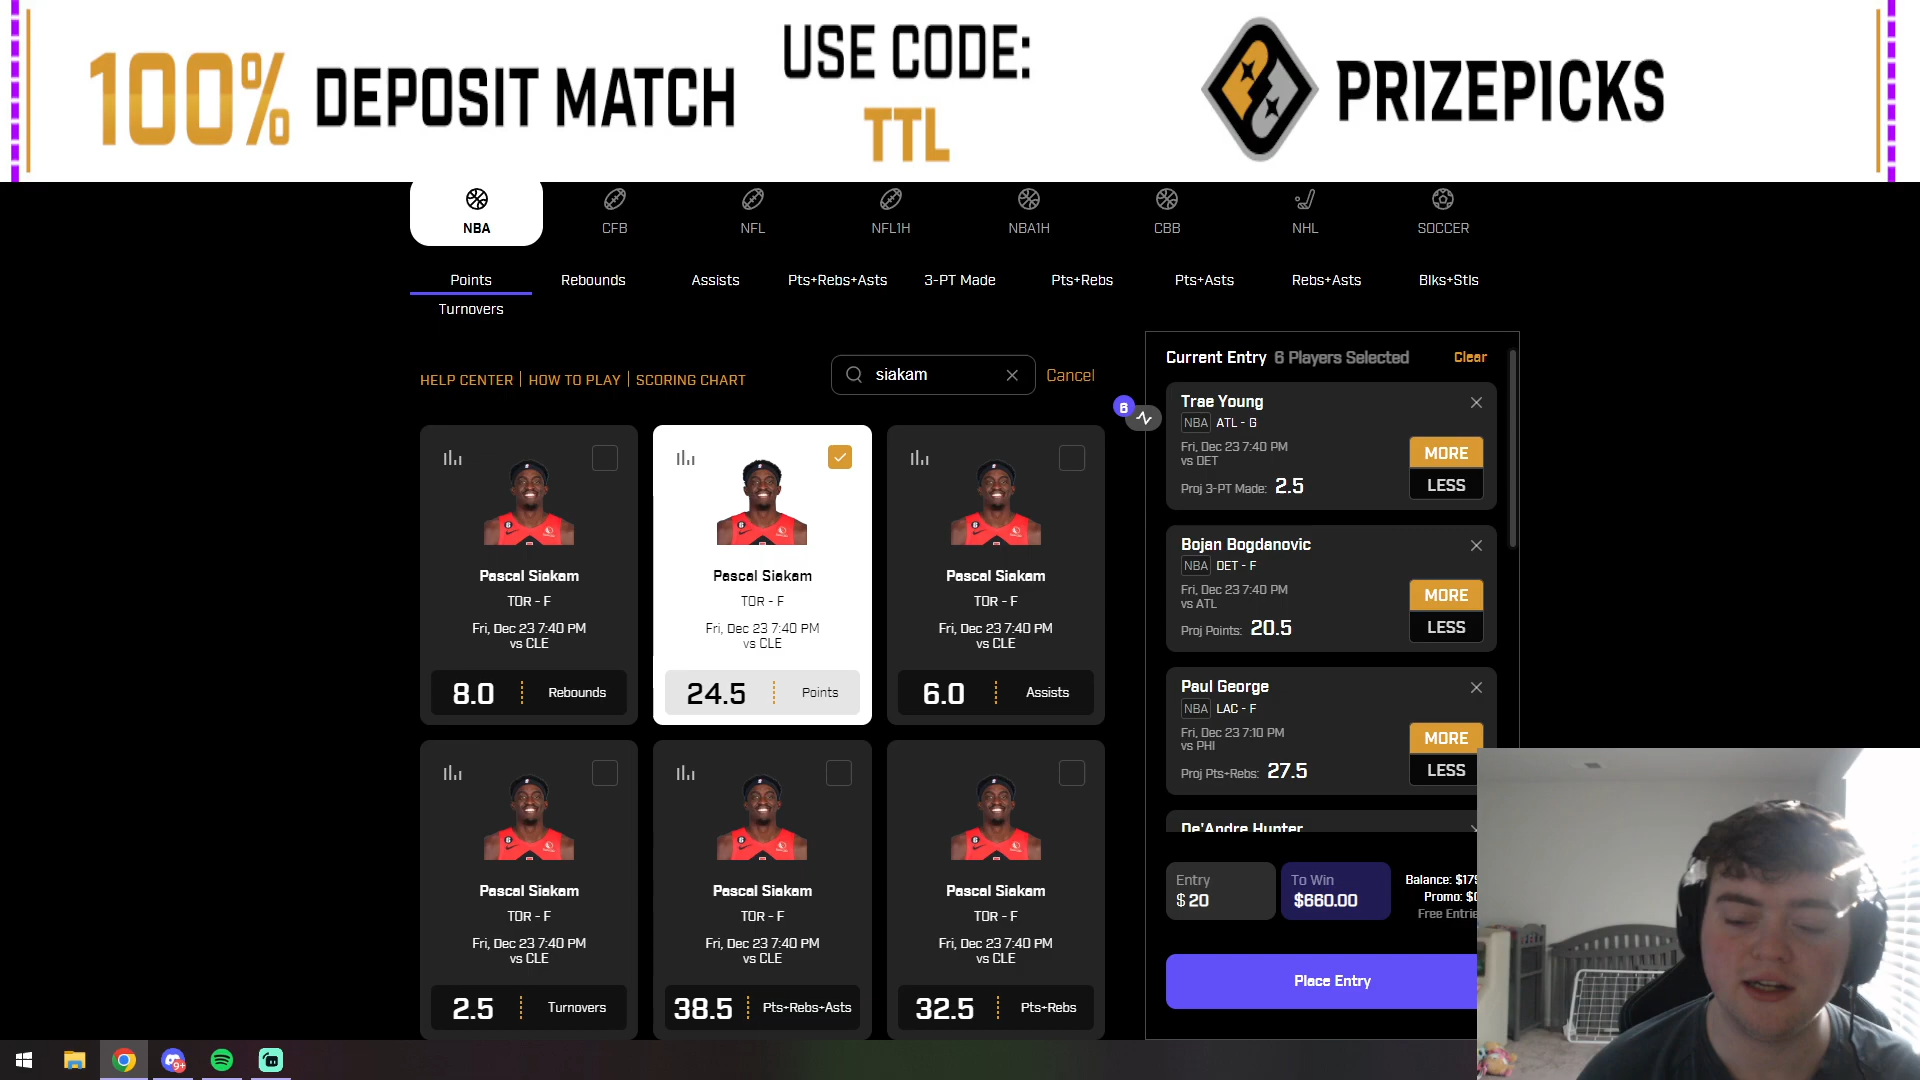 100% DEPOSIT MATCH
USE CODE:
TTL
PRIZEPICKS
NBA
CFB
NFL
NFL1H
NBA1H
CBB
NHL
SOCCER
Points
Rebounds
Assists
Pts+Rebs+Asts
3-PT Made
Pts+Rebs
Pts+Asts
Rebs+Asts
Blks+Stls
Turnovers
HELP CENTER | HOW TO PLAY | SCORING CHART
siakam
Cancel
Pascal Siakam
TOR - F
Fri, Dec 23 7:40 PM
vs CLE
8.0 Rebounds
Pascal Siakam
TOR - F
Fri, Dec 23 7:40 PM
vs CLE
24.5 Points
Pascal Siakam
TOR - F
Fri, Dec 23 7:40 PM
vs CLE
6.0 Assists
Pascal Siakam
TOR - F
Fri, Dec 23 7:40 PM
vs CLE
2.5 Turnovers
Pascal Siakam
TOR - F
Fri, Dec 23 7:40 PM
vs CLE
38.5 Pts+Rebs+Asts
Pascal Siakam
TOR - F
Fri, Dec 23 7:40 PM
vs CLE
32.5 Pts+Rebs
6
Current Entry 6 Players Selected Clear
Trae Young
NBA ATL - G
Fri, Dec 23 7:40 PM
vs DET
Proj 3-PT Made: 2.5
MORE
LESS
Bojan Bogdanovic
NBA DET - F
Fri, Dec 23 7:40 PM
vs ATL
Proj Points: 20.5
MORE
LESS
Paul George
NBA LAC - F
Fri, Dec 23 7:10 PM
vs PHI
Proj Pts+Rebs: 27.5
MORE
LESS
De'Andre Hunter
Entry
$ 20
To Win
$660.00
Balance: $179
Promo: $0
Free Entrie
Place Entry
9+